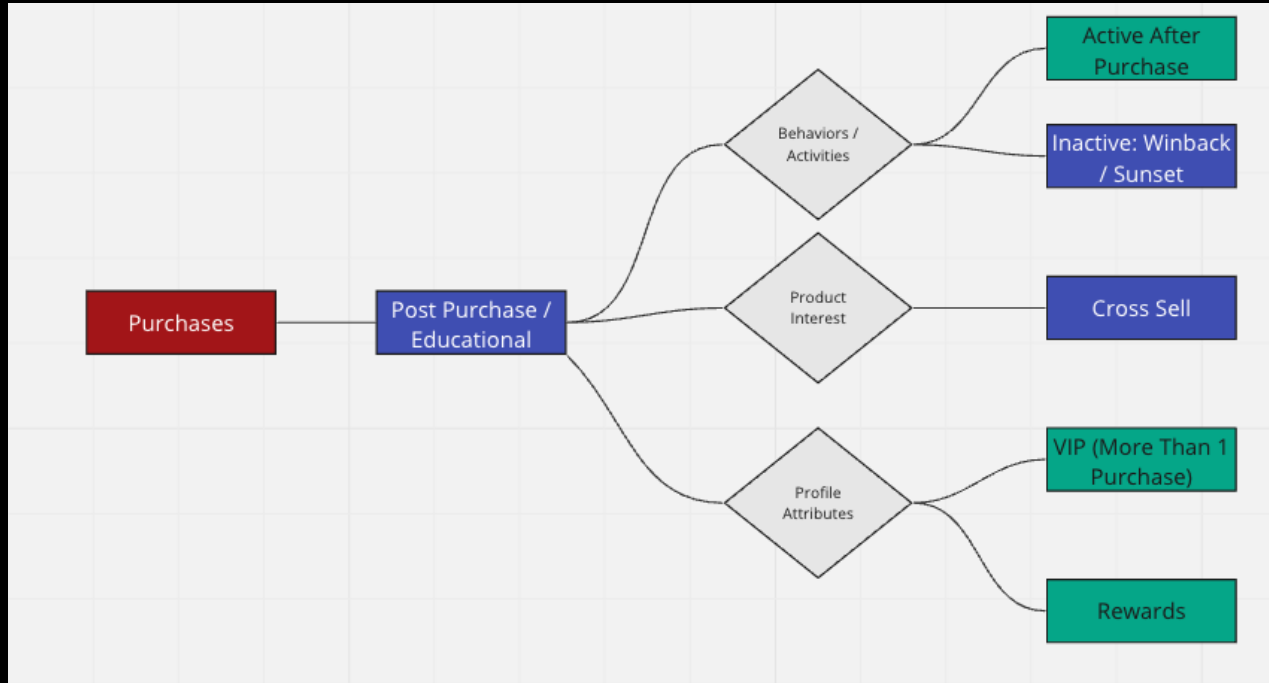 Purchases
Post Purchase /
Educational
Behaviors /
Activities
Product
Interest
Profile
Attributes
Active After
Purchase
Inactive: Winback
/ Sunset
Cross Sell
VIP (More Than 1
Purchase)
Rewards